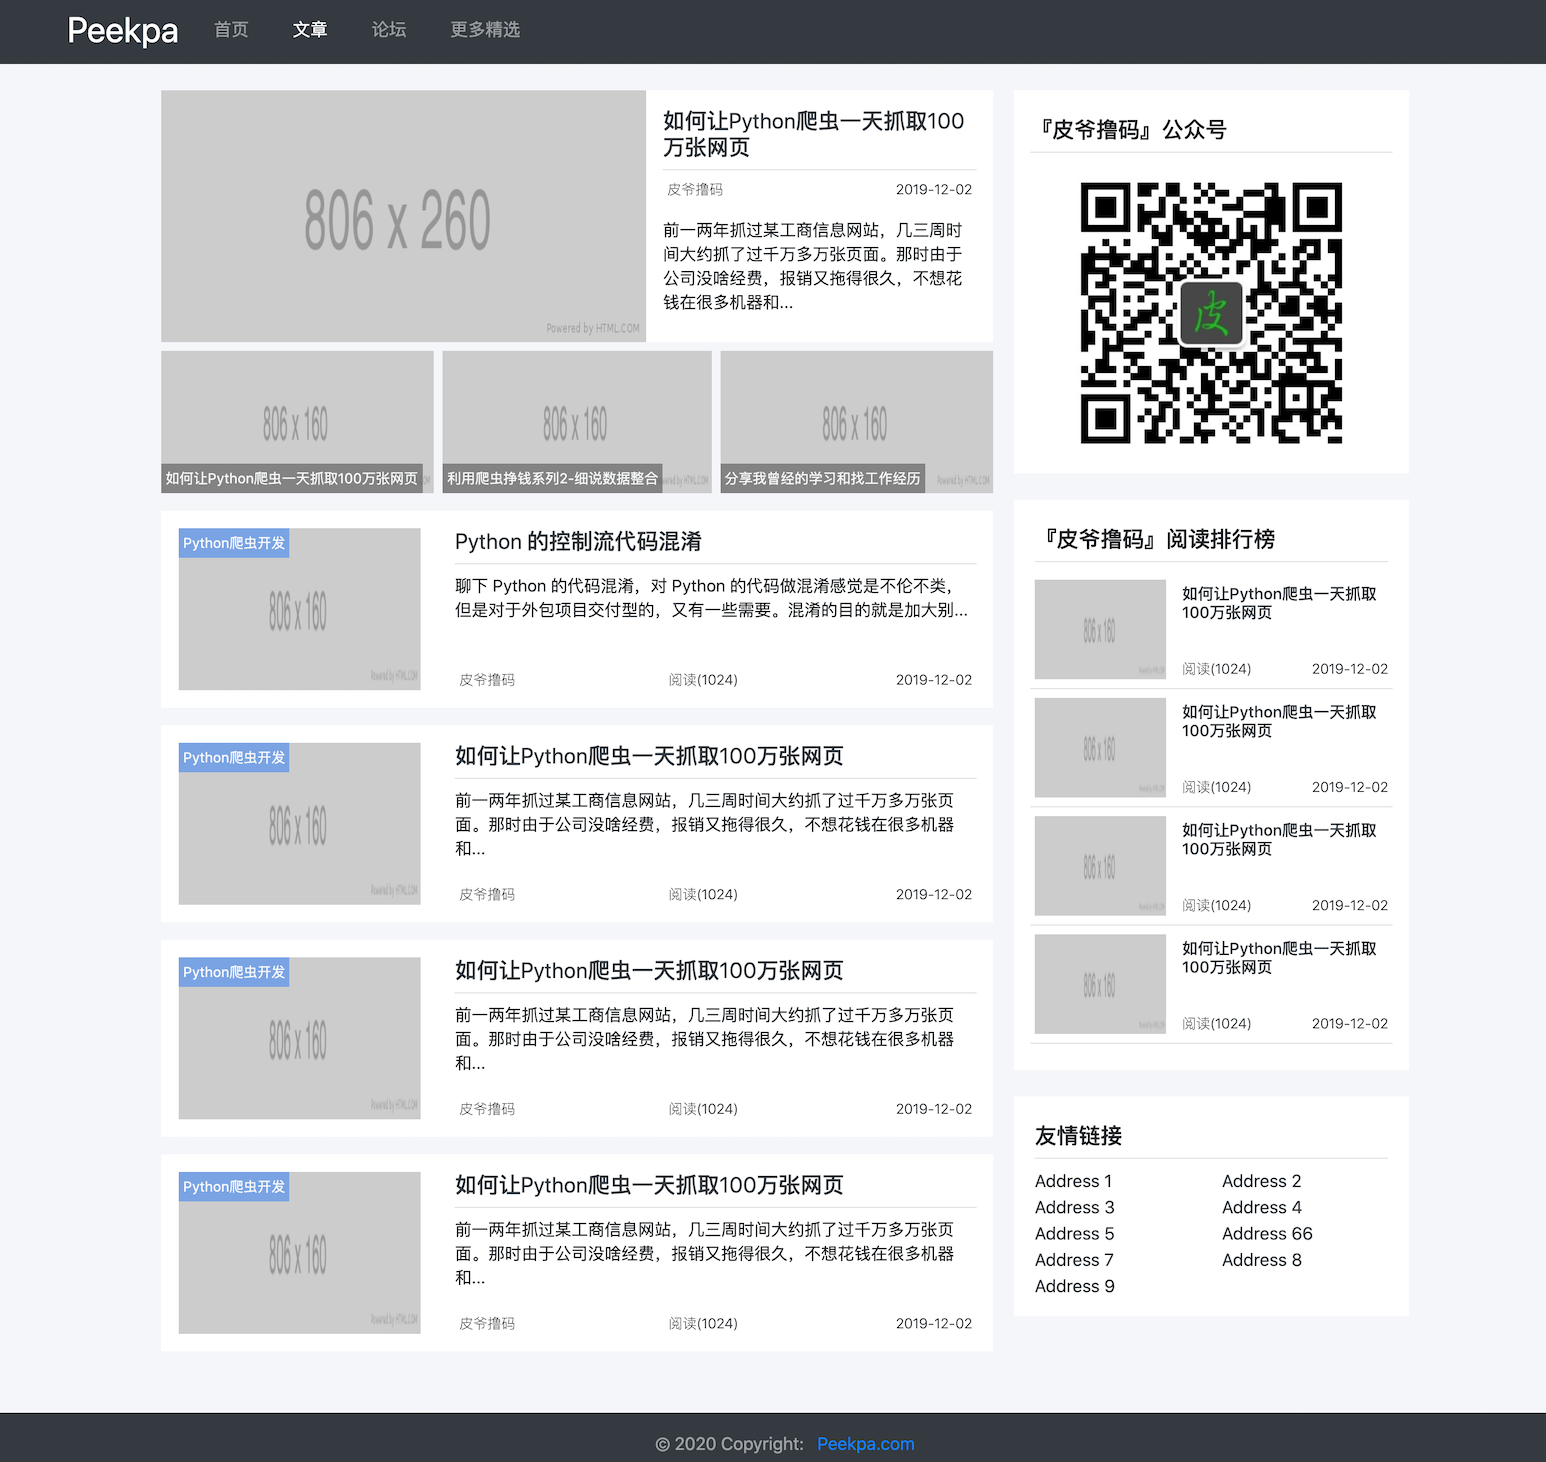 Peekpa 首页 文章 论坛 更多精选
806 x 260
Powered by HTML.COM
如何让Python爬虫一天抓取100
万张网页
皮爷撸码 2019-12-02
前一两年抓过某工商信息网站，几三周时
间大约抓了过千万多万张页面。那时由于
公司没啥经费，报销又拖得很久，不想花
钱在很多机器和...
806 x 160
如何让Python爬虫一天抓取100万张网页
806 x 160
利用爬虫挣钱系列2-细说数据整合
806 x 160
分享我曾经的学习和找工作经历
Powered by HTML.COM
Python爬虫开发
806 x 160
Powered by HTML.COM
Python 的控制流代码混淆
聊下 Python 的代码混淆，对 Python 的代码做混淆感觉是不伦不类，
但是对于外包项目交付型的，又有一些需要。混淆的目的就是加大别...
皮爷撸码 阅读(1024) 2019-12-02
Python爬虫开发
806 x 160
Powered by HTML.COM
如何让Python爬虫一天抓取100万张网页
前一两年抓过某工商信息网站，几三周时间大约抓了过千万多万张页
面。那时由于公司没啥经费，报销又拖得很久，不想花钱在很多机器
和...
皮爷撸码 阅读(1024) 2019-12-02
Python爬虫开发
806 x 160
Powered by HTML.COM
如何让Python爬虫一天抓取100万张网页
前一两年抓过某工商信息网站，几三周时间大约抓了过千万多万张页
面。那时由于公司没啥经费，报销又拖得很久，不想花钱在很多机器
和...
皮爷撸码 阅读(1024) 2019-12-02
Python爬虫开发
806 x 160
Powered by HTML.COM
如何让Python爬虫一天抓取100万张网页
前一两年抓过某工商信息网站，几三周时间大约抓了过千万多万张页
面。那时由于公司没啥经费，报销又拖得很久，不想花钱在很多机器
和...
皮爷撸码 阅读(1024) 2019-12-02
『皮爷撸码』公众号
皮
『皮爷撸码』阅读排行榜
806 x 160
如何让Python爬虫一天抓取
100万张网页
阅读(1024) 2019-12-02
806 x 160
如何让Python爬虫一天抓取
100万张网页
阅读(1024) 2019-12-02
806 x 160
如何让Python爬虫一天抓取
100万张网页
阅读(1024) 2019-12-02
806 x 160
如何让Python爬虫一天抓取
100万张网页
阅读(1024) 2019-12-02
友情链接
Address 1 Address 2
Address 3 Address 4
Address 5 Address 66
Address 7 Address 8
Address 9
© 2020 Copyright: Peekpa.com